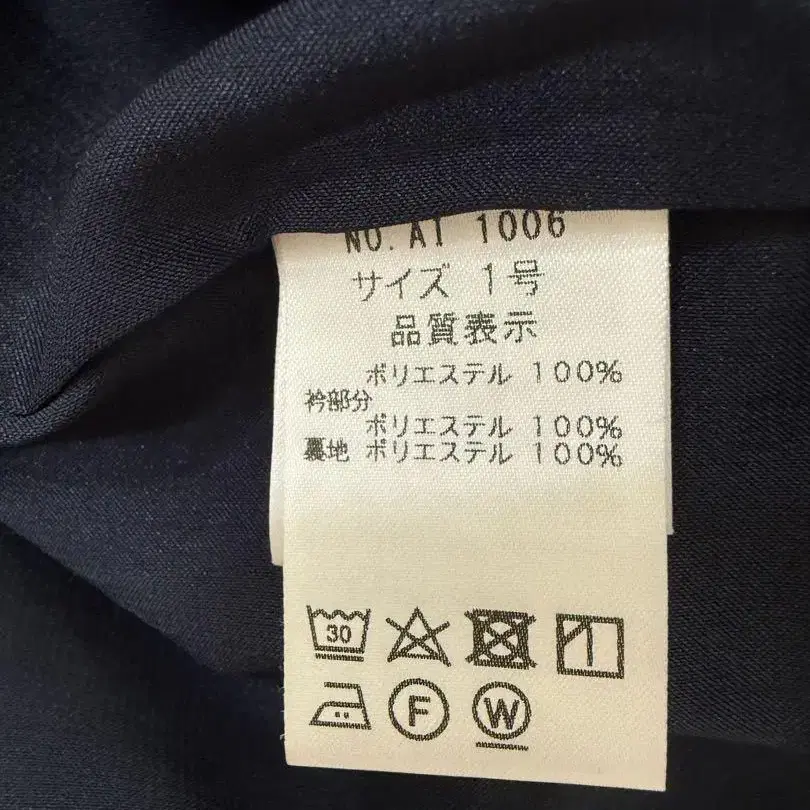 NO. AI 1006
サイズ 1号
品質表示
ポリエステル 100%
衿部分
ポリエステル 100%
裏地 ポリエステル 100%
30
F W